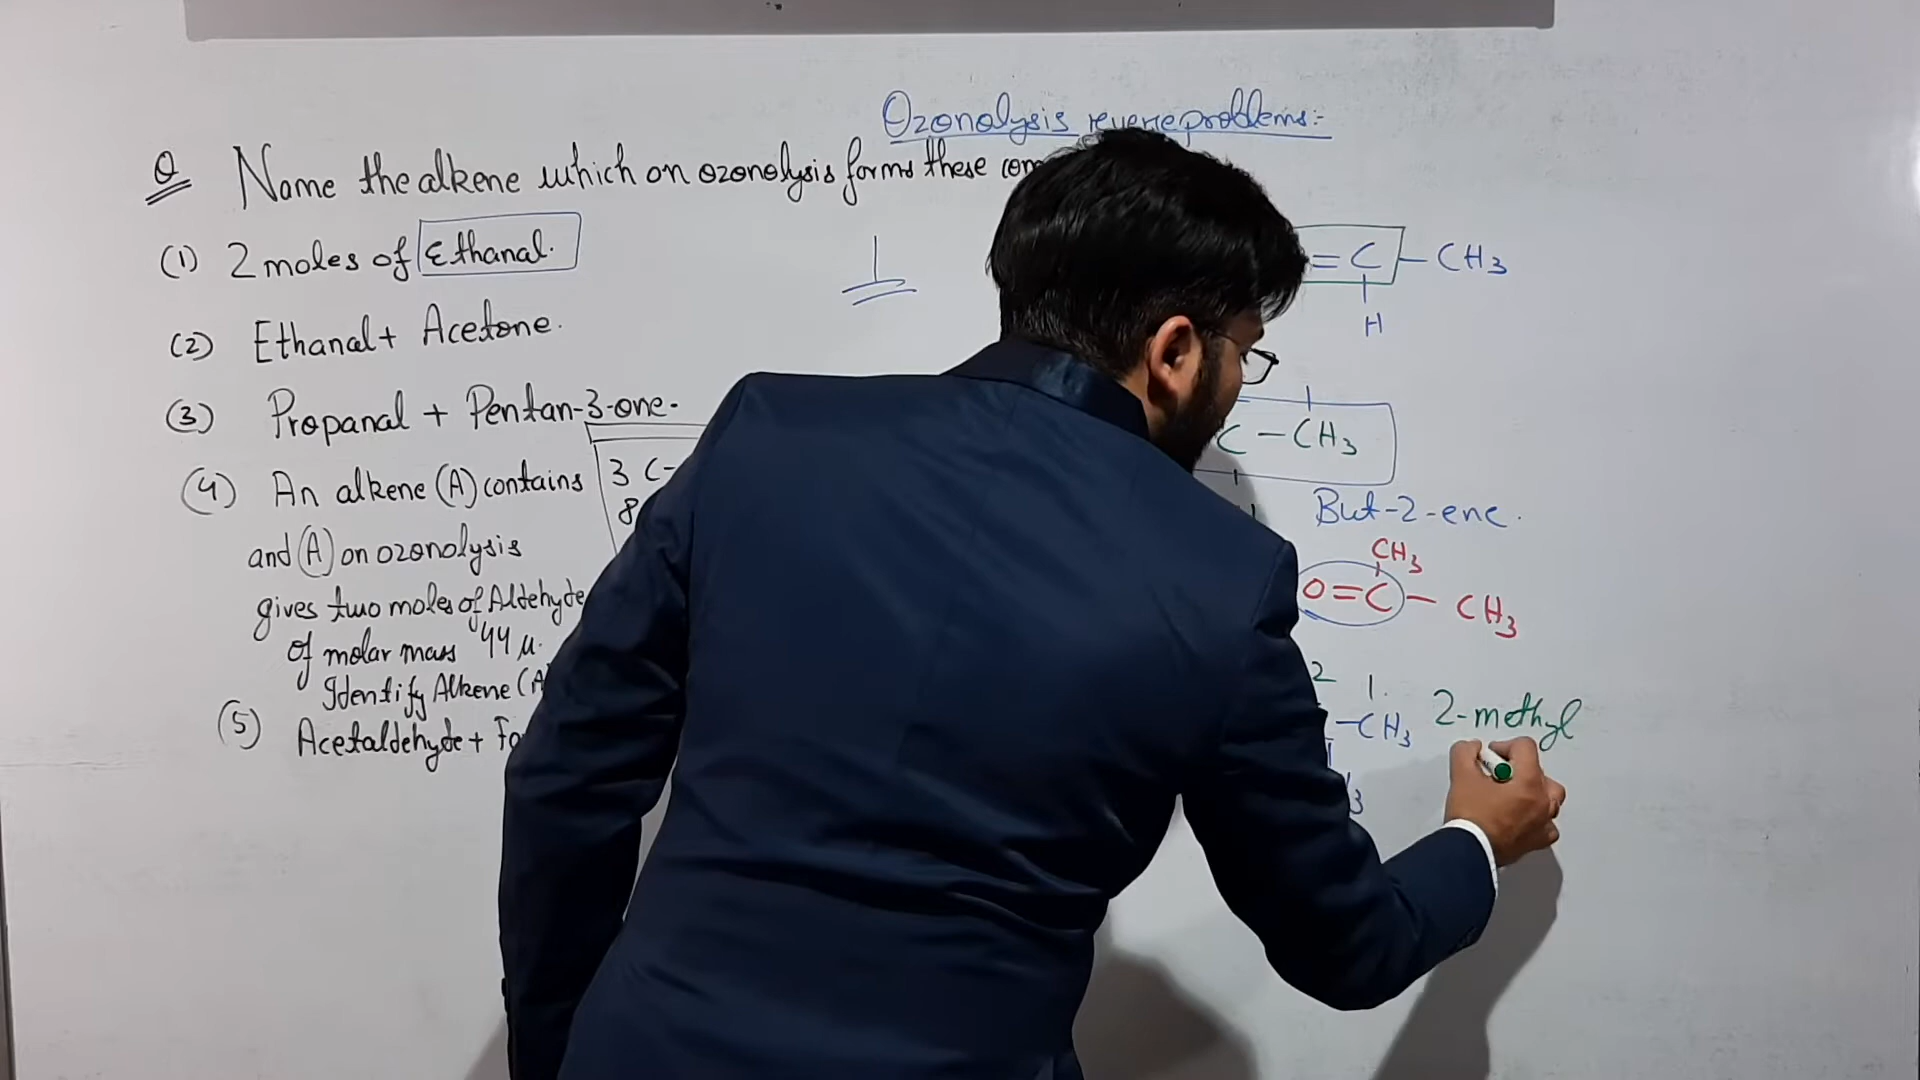 Ozonolysis reverse problems:-
Q Name the alkene which on ozonolysis forms these
(1) 2 moles of Ethanal.
(2) Ethanal + Acetone.
(3) Propanal + Pentan-3-one.
(4) An alkene (A) contains 3 C-
8
and (A) on ozonolysis
gives two moles of Aldehyde
of molar mass 44 u.
Identify Alkene (A
(5) Acetaldehyde +
1
=C-CH3
H
C-CH3
But-2-ene.
CH3
O=C-CH3
2 1.
-CH3
3
2-methyl